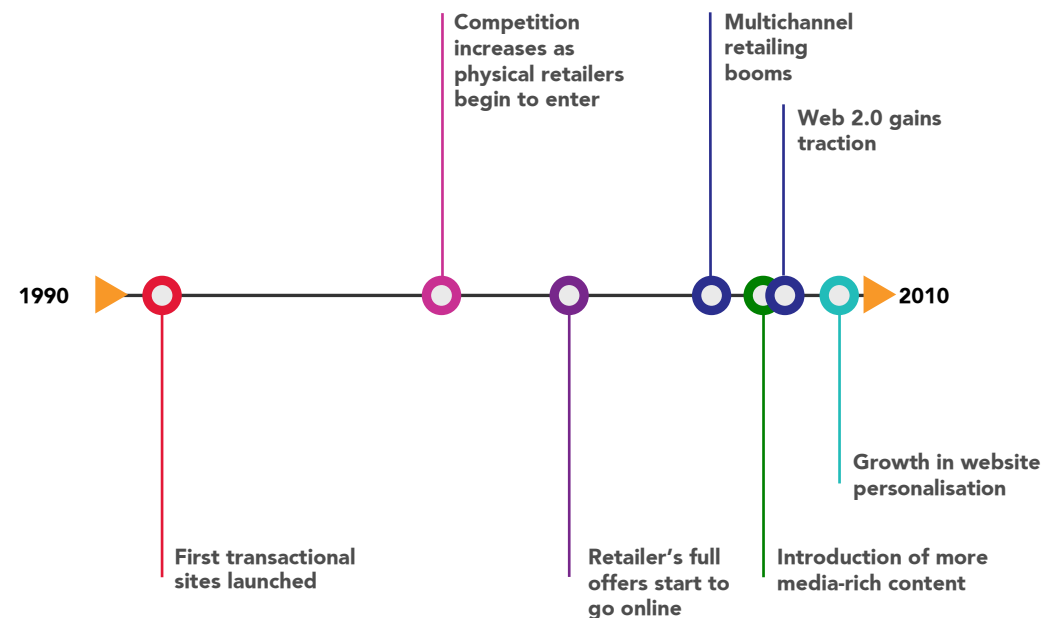 Competition
increases as
physical retailers
begin to enter
Multichannel
retailing
booms
Web 2.0 gains
traction
1990
2010
Growth in website
personalisation
First transactional
sites launched
Retailer's full
offers start to
go online
Introduction of more
media-rich content